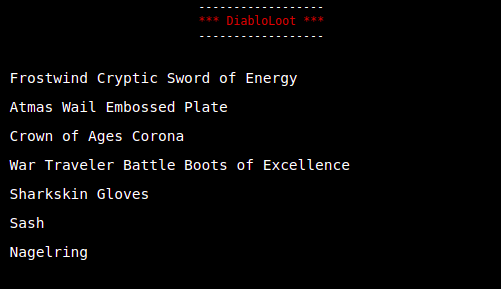 ------------------
*** DiabloLoot ***
------------------
Frostwind Cryptic Sword of Energy
Atmas Wail Embossed Plate
Crown of Ages Corona
War Traveler Battle Boots of Excellence
Sharkskin Gloves
Sash
Nagelring